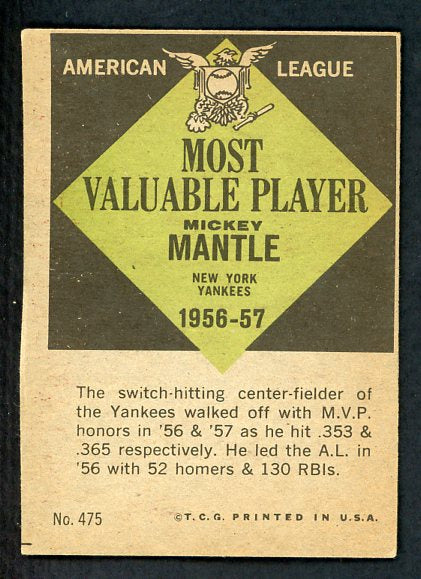 AMERICAN LEAGUE
MOST
VALUABLE PLAYER
MICKEY
MANTLE
NEW YORK
YANKEES
1956-57
The switch-hitting center-fielder of
the Yankees walked off with M.V.P.
honors in '56 & '57 as he hit .353 &
.365 respectively. He led the A.L. in
'56 with 52 homers & 130 RBIs.
No. 475 ©T.C.G. PRINTED IN U.S.A.